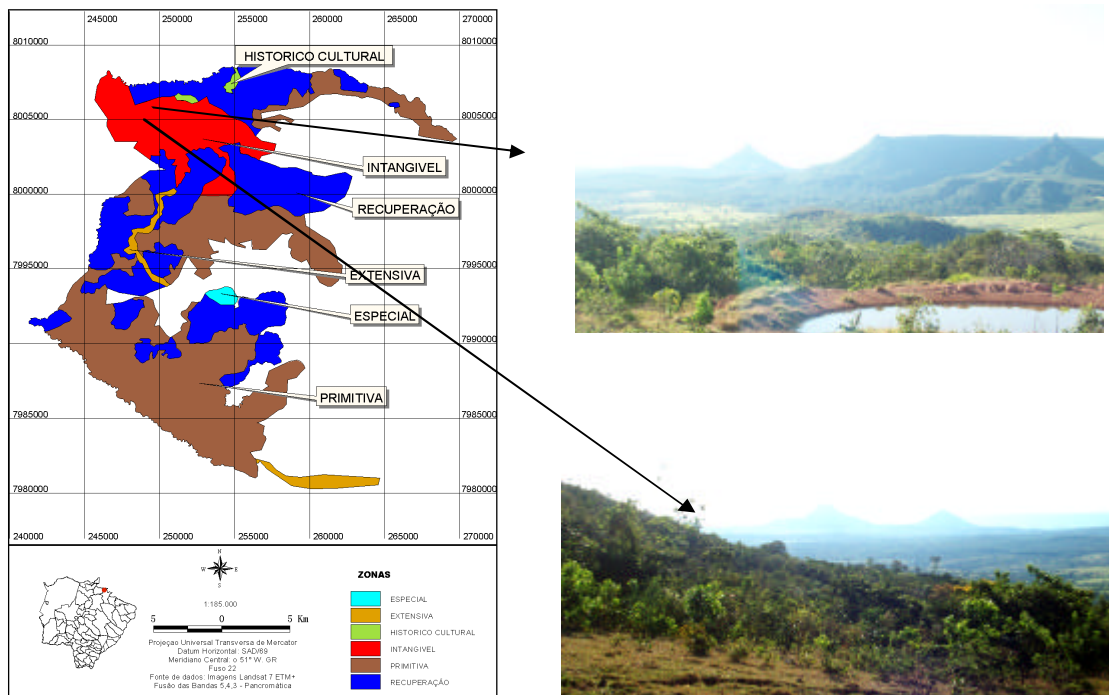 245000 250000 255000 260000 265000 270000
8010000 8010000
HISTORICO CULTURAL
8005000 8005000
INTANGIVEL
8000000 8000000
RECUPERAÇÃO
7995000 7995000
EXTENSIVA
ESPECIAL
7990000 7990000
PRIMITIVA
7985000 7985000
7980000 7980000
240000 245000 250000 255000 260000 265000 270000
N
W E
S
1:185.000
5 0 5 Km
Projeçao Universal Transversa de Mercator
Datum Horizontal: SAD/69
Meridiano Central: o 51° W. GR
Fuso 22
Fonte de dados: Imagens Landsat 7 ETM+
Fusão das Bandas 5,4,3 - Pancromática
ZONAS
ESPECIAL
EXTENSIVA
HISTORICO CULTURAL
INTANGIVEL
PRIMITIVA
RECUPERAÇÃO